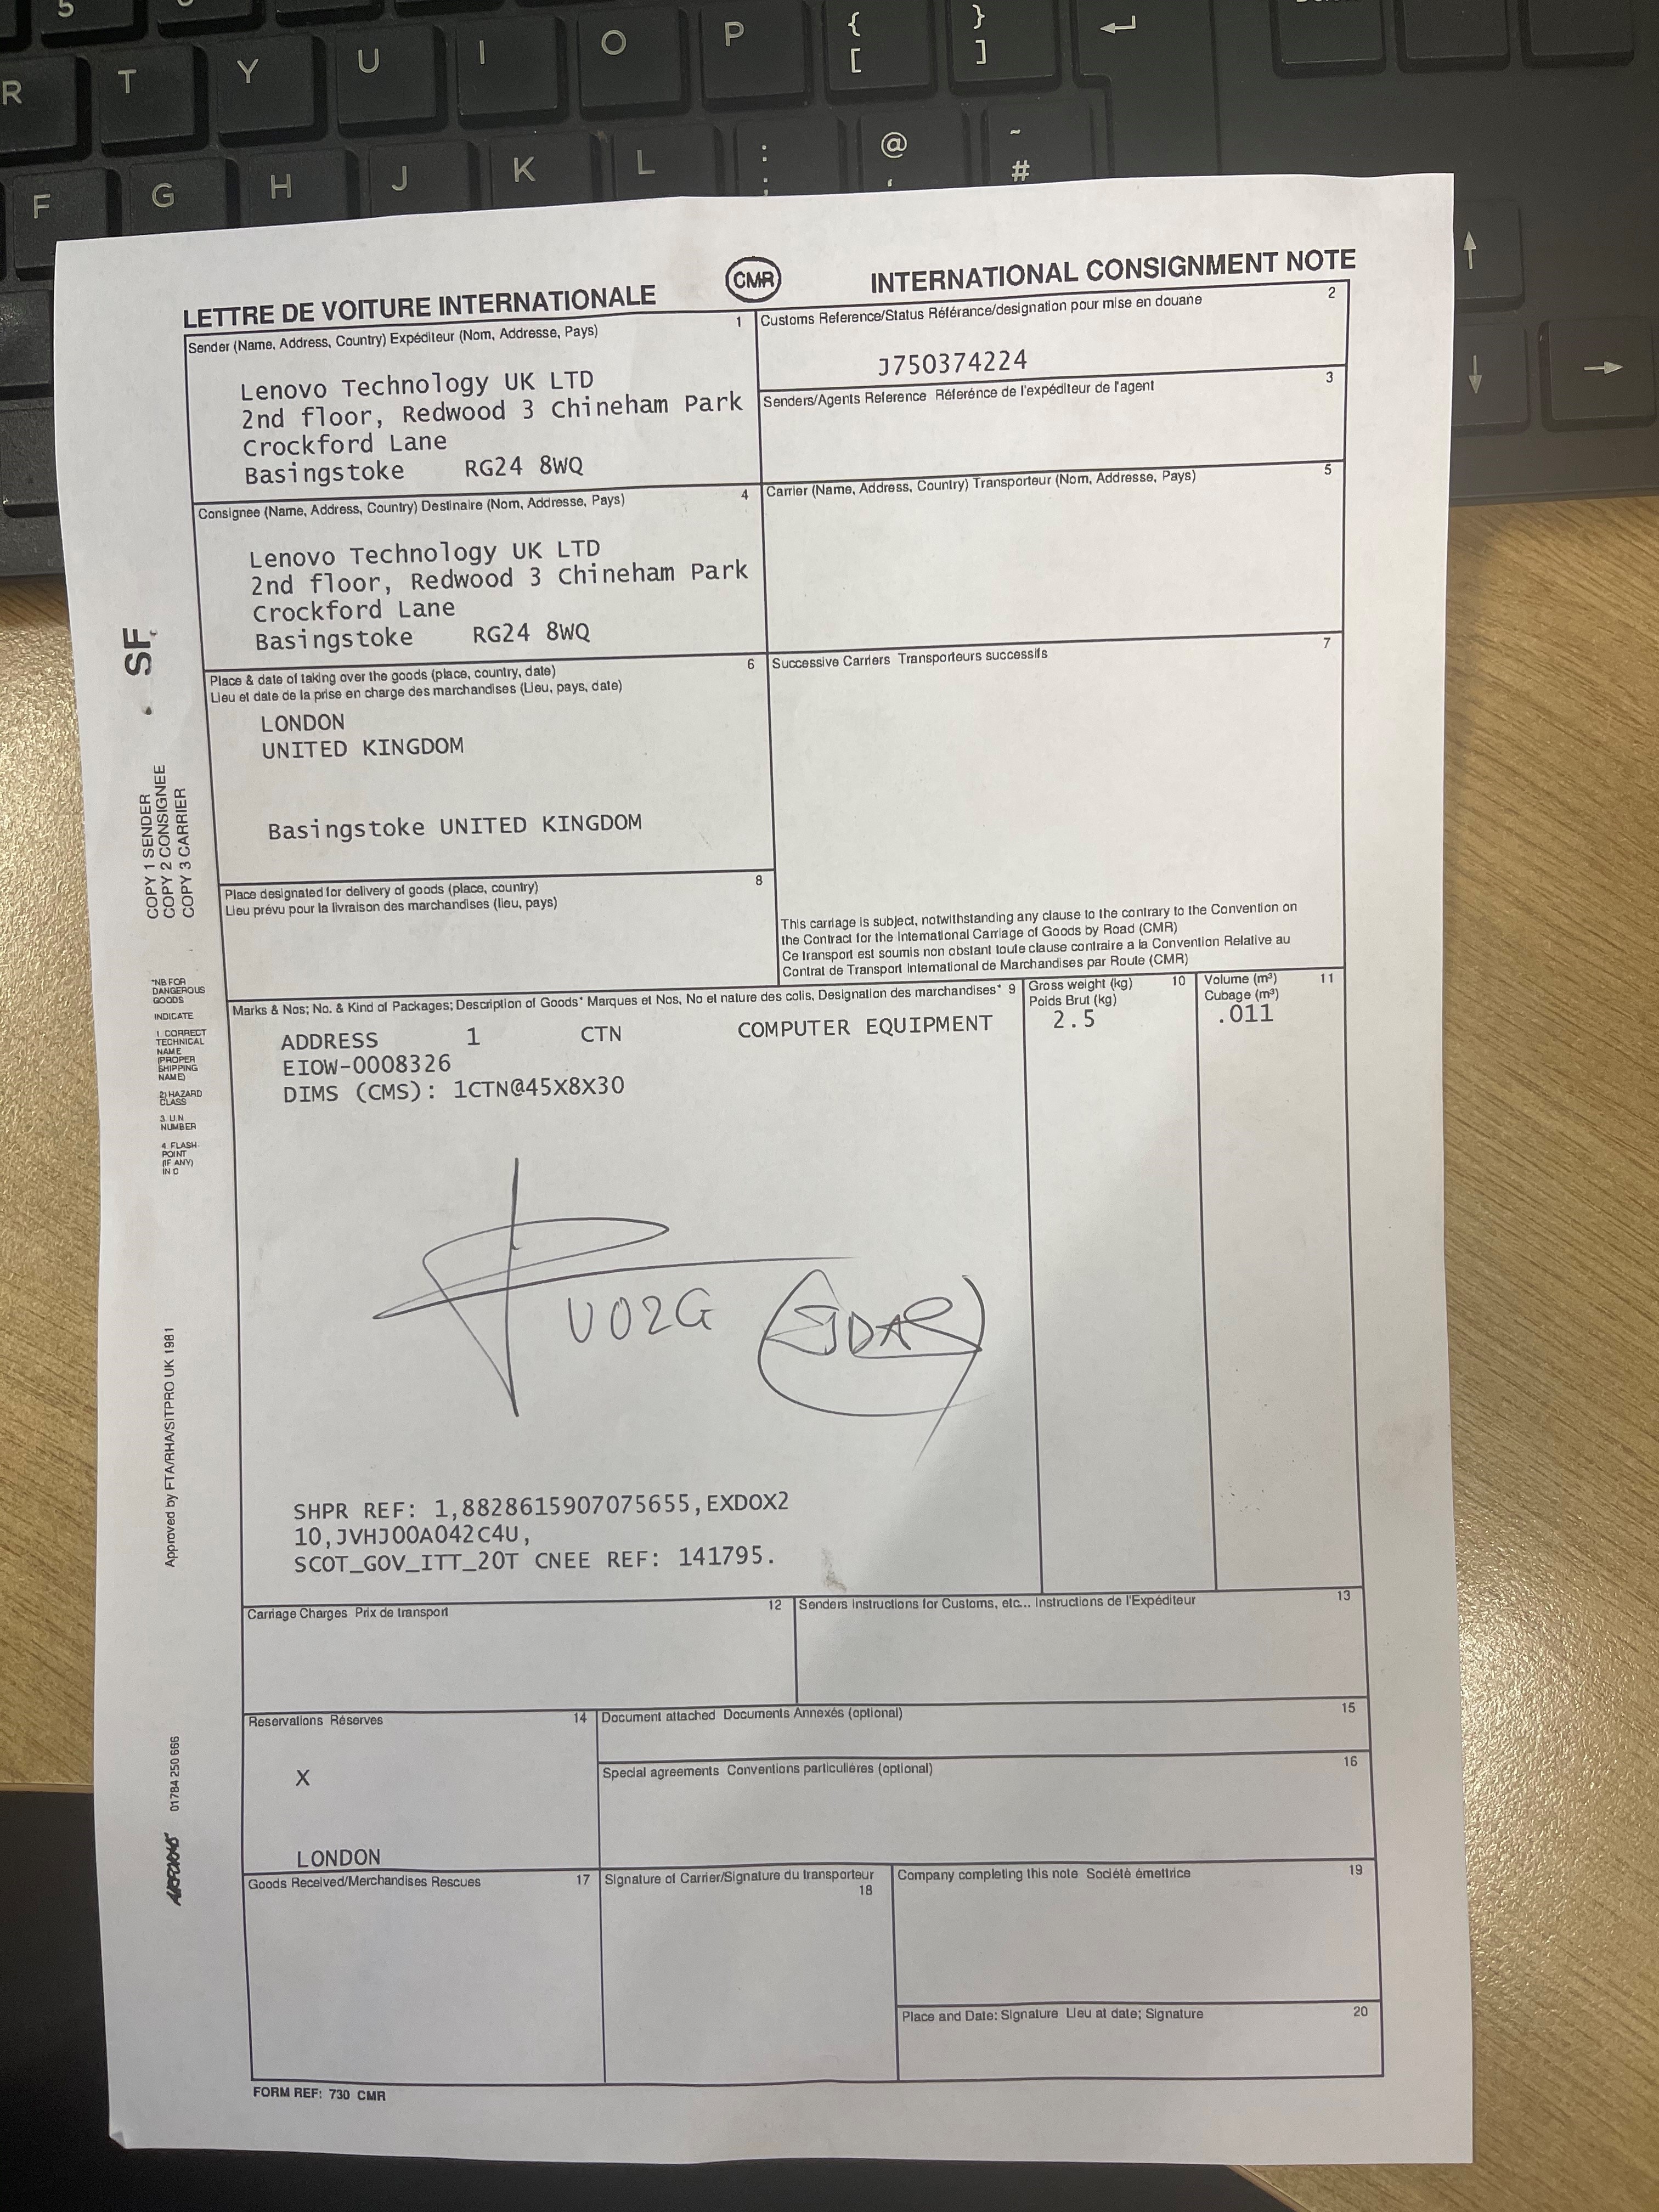 5
R T Y U I O P { [ } ]
F G H J K L : ; @ ' ~ #
LETTRE DE VOITURE INTERNATIONALE
CMR
INTERNATIONAL CONSIGNMENT NOTE
Sender (Name, Address, Country) Expéditeur (Nom, Addresse, Pays) 1
Lenovo Technology UK LTD
2nd floor, Redwood 3 Chineham Park
Crockford Lane
Basingstoke RG24 8WQ
Customs Reference/Status Référance/designation pour mise en douane 2
J750374224
Senders/Agents Reference Référénce de l'expéditeur de l'agent 3
Consignee (Name, Address, Country) Destinaire (Nom, Addresse, Pays) 4
Lenovo Technology UK LTD
2nd floor, Redwood 3 Chineham Park
Crockford Lane
Basingstoke RG24 8WQ
Carrier (Name, Address, Country) Transporteur (Nom, Addresse, Pays) 5
Place & date of taking over the goods (place, country, date) 6
Lieu et date de la prise en charge des marchandises (Lieu, pays, date)
LONDON
UNITED KINGDOM
Basingstoke UNITED KINGDOM
Successive Carriers Transporteurs successifs 7
Place designated for delivery of goods (place, country) 8
Lieu prévu pour la livraison des marchandises (lieu, pays)
This carriage is subject, notwithstanding any clause to the contrary to the Convention on
the Contract for the International Carriage of Goods by Road (CMR)
Ce transport est soumis non obstant toute clause contraire a la Convention Relative au
Contrat de Transport International de Marchandises par Route (CMR)
Marks & Nos; No. & Kind of Packages; Description of Goods* Marques et Nos, No et nature des colis, Designation des marchandises* 9
Gross weight (kg) 10
Poids Brut (kg)
2.5
Volume (m³) 11
Cubage (m³)
.011
ADDRESS 1 CTN COMPUTER EQUIPMENT
EIOW-0008326
DIMS (CMS): 1CTN@45X8X30
UO2G
SHPR REF: 1,8828615907075655,EXDOX2
10,JVHJ00A042C4U,
SCOT_GOV_ITT_20T CNEE REF: 141795.
Carriage Charges Prix de transport 12
Senders Instructions for Customs, etc... Instructions de l'Expéditeur 13
Reservations Réserves 14
X
LONDON
Document attached Documents Annexés (optional) 15
Special agreements Conventions particuliéres (optional) 16
Goods Received/Merchandises Rescues 17
Signature of Carrier/Signature du transporteur
18
Company completing this note Société émettrice 19
Place and Date: Signature Lieu at date; Signature 20
FORM REF: 730 CMR
SF
COPY 1 SENDER
COPY 2 CONSIGNEE
COPY 3 CARRIER
*NB FOR
DANGEROUS
GOODS
INDICATE
1. CORRECT
TECHNICAL
NAME
(PROPER
SHIPPING
NAME)
2) HAZARD
CLASS
3. U.N
NUMBER
4. FLASH
POINT
(IF ANY)
IN C
Approved by FTA/RHA/SITPRO UK 1981
01784 250 666